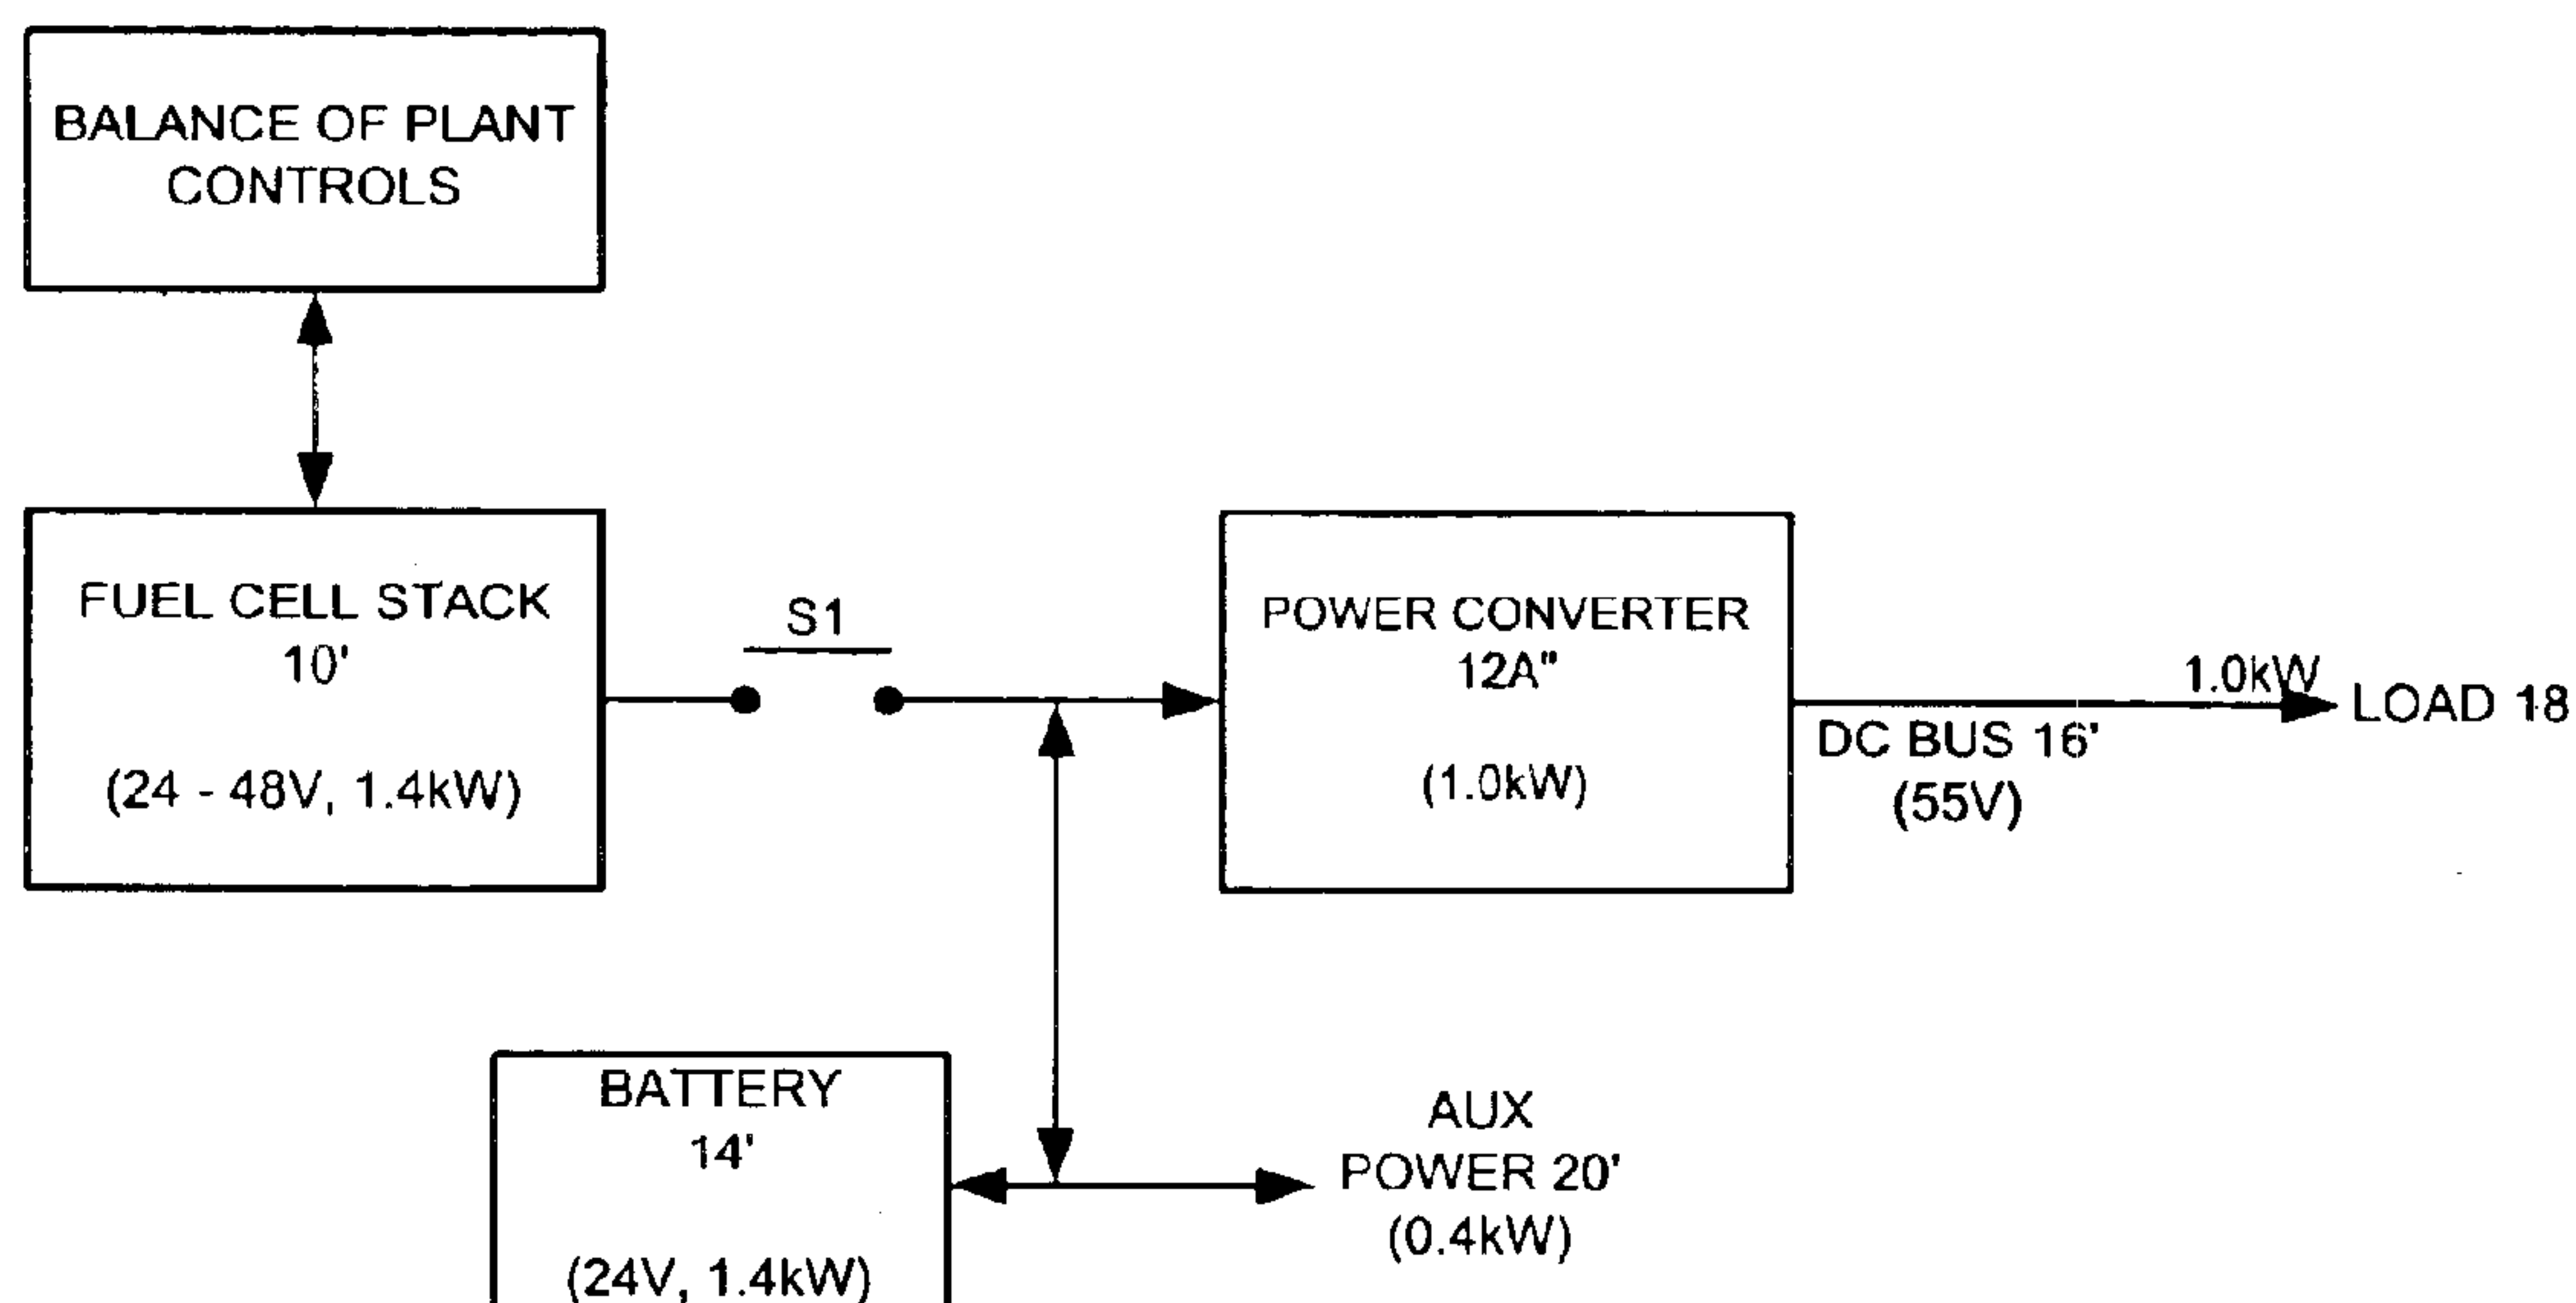 BALANCE OF PLANT
CONTROLS
FUEL CELL STACK
10'
(24 - 48V, 1.4kW)
S1
POWER CONVERTER
12A"
(1.0kW)
1.0kW
LOAD 18
DC BUS 16'
(55V)
BATTERY
14'
(24V, 1.4kW)
AUX
POWER 20'
(0.4kW)